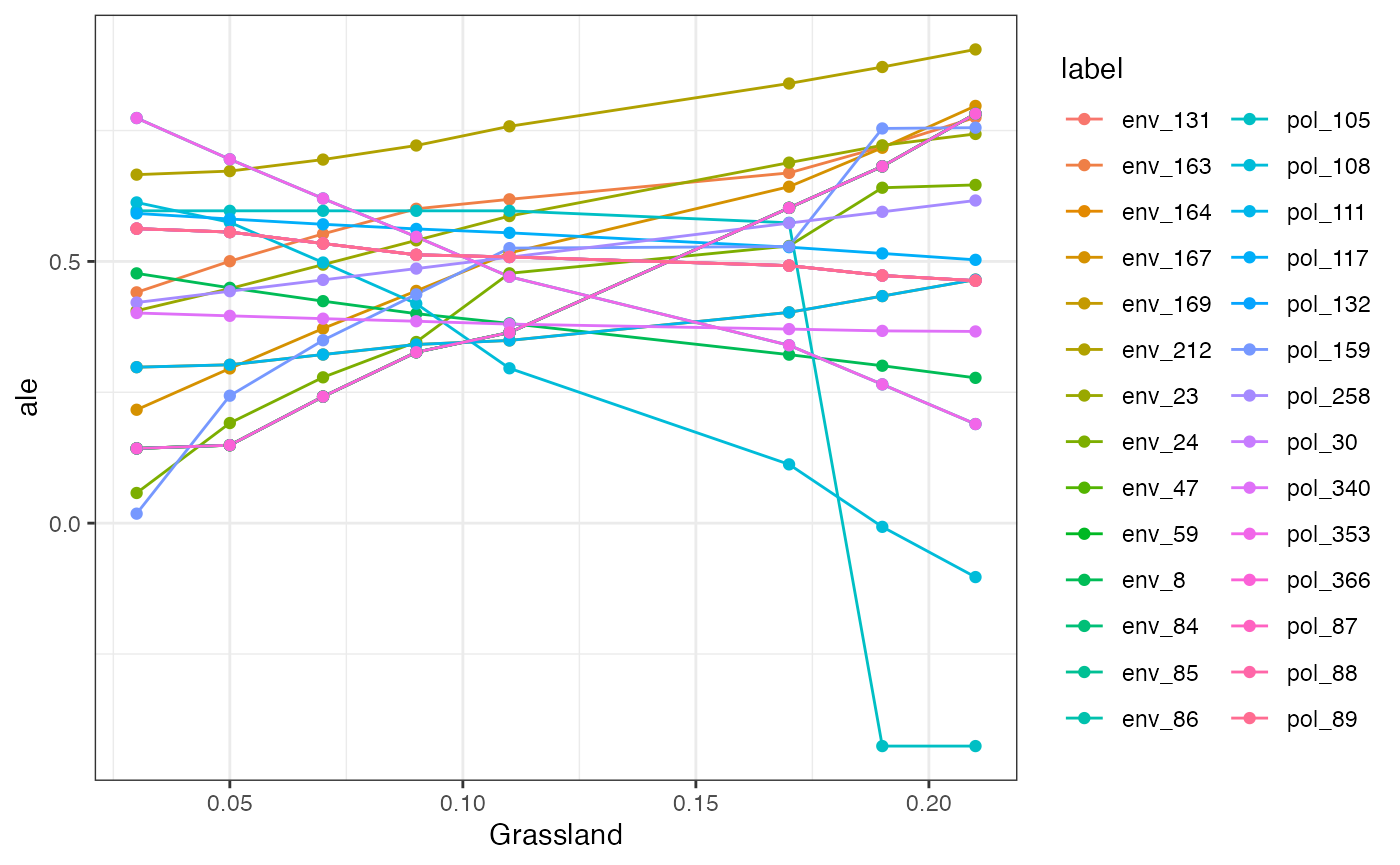 label
env_131 pol_105
env_163 pol_108
env_164 pol_111
env_167 pol_117
env_169 pol_132
env_212 pol_159
env_23 pol_258
env_24 pol_30
env_47 pol_340
env_59 pol_353
env_8 pol_366
env_84 pol_87
env_85 pol_88
env_86 pol_89
ale
0.5
0.0
0.05 0.10 0.15 0.20
Grassland